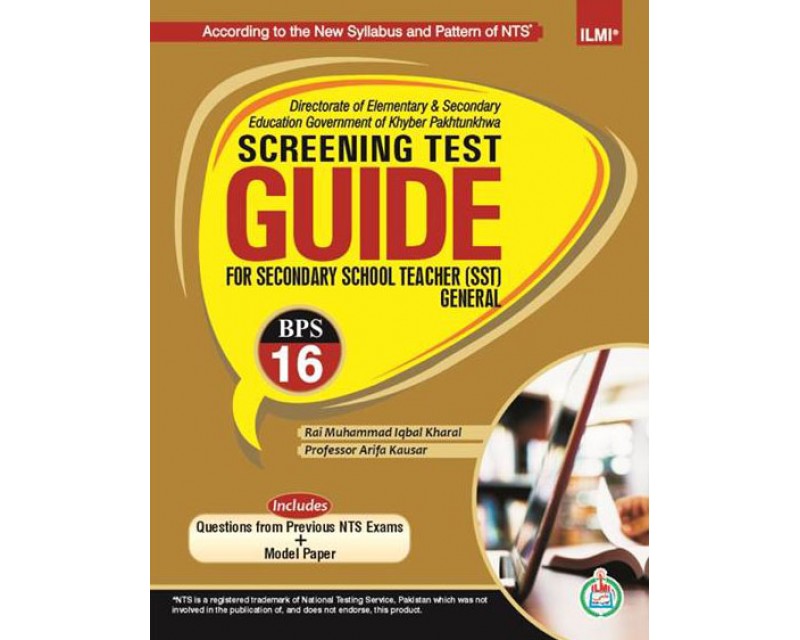 According to the New Syllabus and Pattern of NTS*
ILMI®
Directorate of Elementary & Secondary
Education Government of Khyber Pakhtunkhwa
SCREENING TEST
GUIDE
FOR SECONDARY SCHOOL TEACHER (SST)
GENERAL
BPS
16
Rai Muhammad Iqbal Kharal
Professor Arifa Kausar
Includes
Questions from Previous NTS Exams
+
Model Paper
*NTS is a registered trademark of National Testing Service, Pakistan which was not
involved in the publication of, and does not endorse, this product.
ILMI